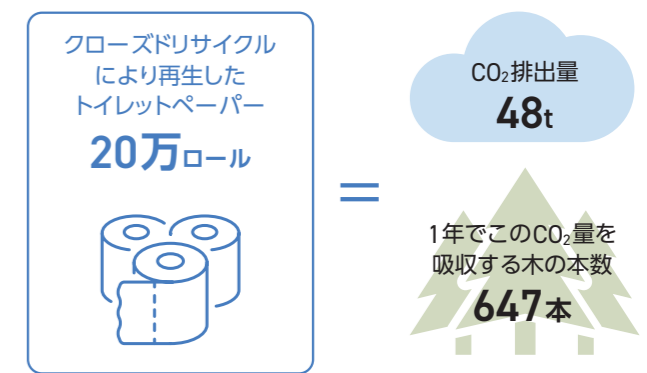 クローズドリサイクル
により再生した
トイレットペーパー
20万ロール
＝
CO₂排出量
48t
1年でこのCO₂量を
吸収する木の本数
647本